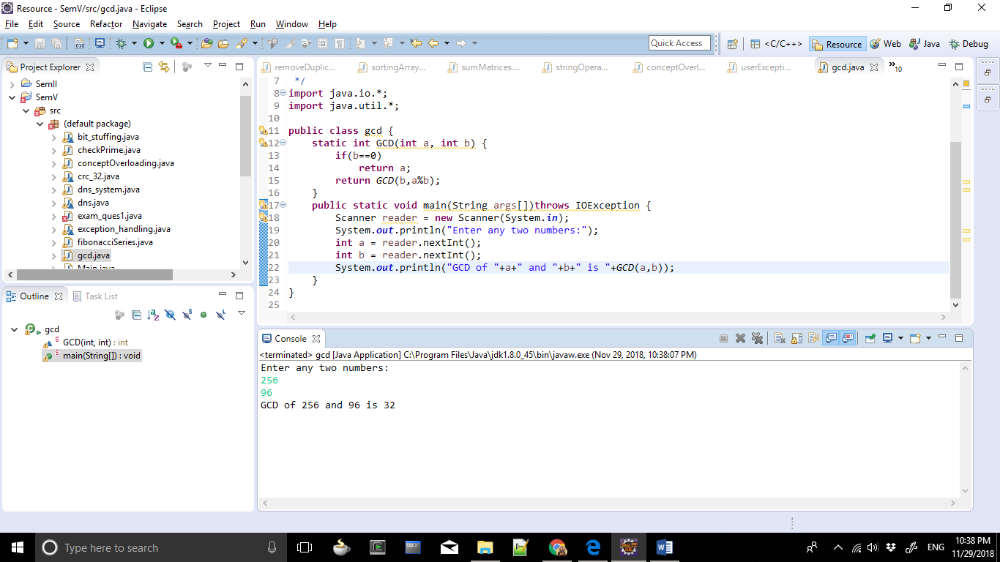 Resource - SemV/src/gcd.java - Eclipse
File Edit Source Refactor Navigate Search Project Run Window Help
Quick Access
<C/C++> Resource Web Java Debug
Project Explorer
SemII
SemV
src
(default package)
bit_stuffing.java
checkPrime.java
conceptOverloading.java
crc_32.java
dns_system.java
dns.java
exam_ques1.java
exception_handling.java
fibonacciSeries.java
gcd.java
Main.java
Outline Task List
gcd
GCD(int, int) : int
main(String[]) : void
removeDuplic... sortingArray... sumMatrices.... stringOpera... conceptOverl... userExcepti... gcd.java »10
7 */
8 import java.io.*;
9 import java.util.*;
10
11 public class gcd {
12 static int GCD(int a, int b) {
13 if(b==0)
14 return a;
15 return GCD(b,a%b);
16 }
17 public static void main(String args[])throws IOException {
18 Scanner reader = new Scanner(System.in);
19 System.out.println("Enter any two numbers:");
20 int a = reader.nextInt();
21 int b = reader.nextInt();
22 System.out.println("GCD of "+a+" and "+b+" is "+GCD(a,b));
23 }
24 }
25
Console
<terminated> gcd [Java Application] C:\Program Files\Java\jdk1.8.0_45\bin\javaw.exe (Nov 29, 2018, 10:38:07 PM)
Enter any two numbers:
256
96
GCD of 256 and 96 is 32
Type here to search
ENG
10:38 PM
11/29/2018